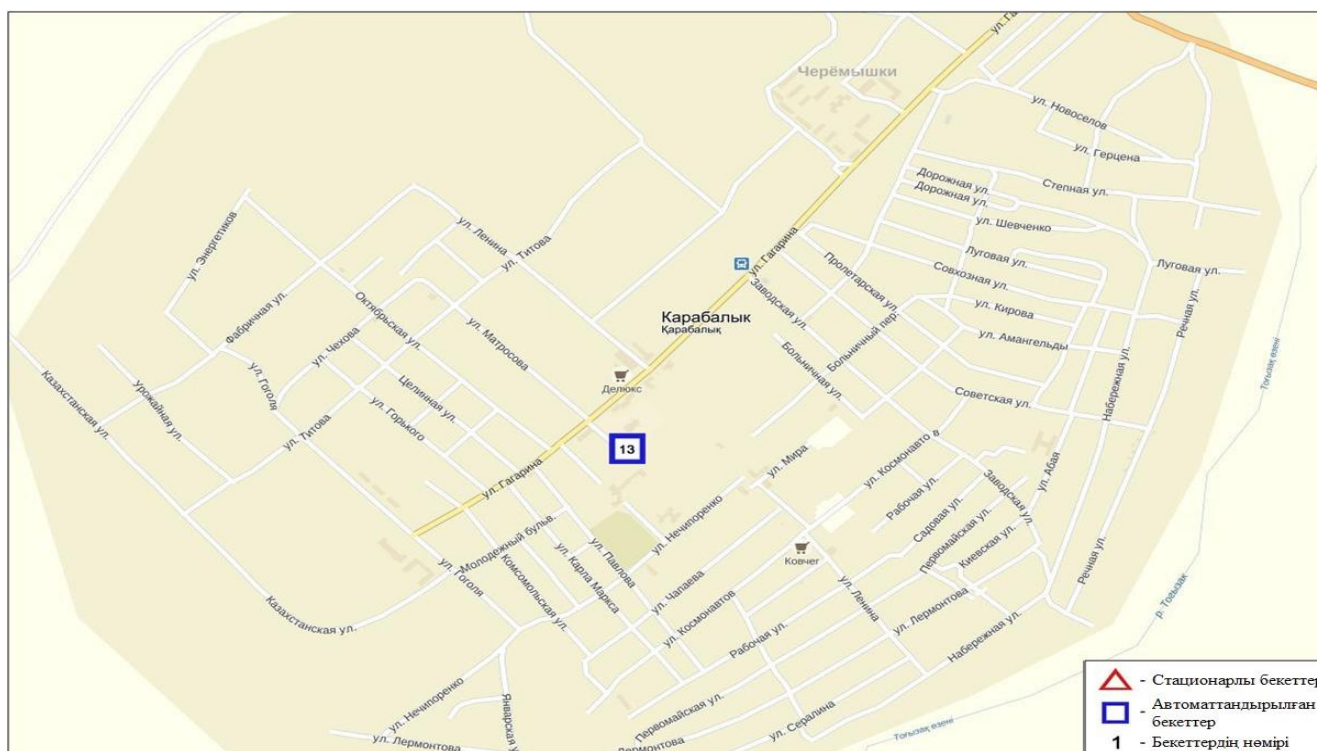 ул. Га
Черёмышки
ул. Новоселов
ул. Герцена
Дорожная ул.
Дорожная ул.
Степная ул.
ул. Шевченко
ул. Энергетиков
ул. Ленина
ул. Титова
ул. Гагарина
Пролетарская ул.
Луговая ул.
Совхозная ул.
Луговая ул.
Заводская ул.
Фабричная ул.
Октябрьская ул.
ул. Чехова
ул. Матросова
Карабалык
Қарабалық
Больничный пер.
ул. Кирова
ул. Амангельды
Речная ул.
Больничная ул.
Набережная ул.
Тоғызақ өзені
Казахстанская ул.
Урожайная ул.
ул. Гоголя
Целинная ул.
ул. Горького
Делюкс
Советская ул.
ул. Титова
13
ул. Гагарина
ул. Мира
ул. Космонавто в
Рабочая ул.
Заводская ул.
ул. Абая
Молодежный бульв.
ул. Нечипоренко
Садовая ул.
Первомайская ул.
Киевская ул.
Речная ул.
Ковчег
ул. Павлова
ул. Карла Маркса
Комсомольская ул.
ул. Гоголя
ул. Чапаева
ул. Космонавтов
ул. Ленина
ул. Лермонтова
Набережная ул.
р. Тогызак
Казахстанская ул.
Рабочая ул.
ул. Нечипоренко
Январская у
Первомайская ул.
ул. Сералина
Тоғызақ өзені
ул. Лермонтова
ул. Лермонтова
- Стационарлы бекеттер
- Автоматтандырылған
бекеттер
1 - Бекеттердің нөмірі